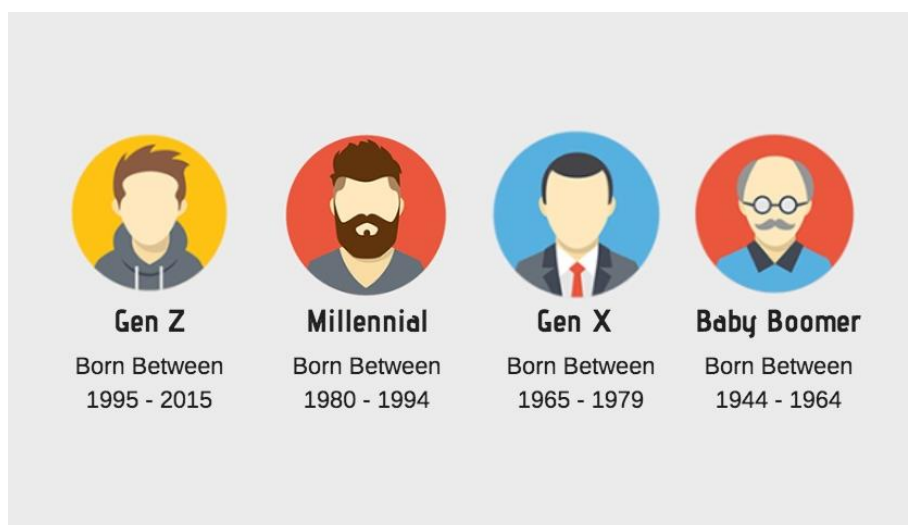 Gen Z
Born Between
1995 - 2015
Millennial
Born Between
1980 - 1994
Gen X
Born Between
1965 - 1979
Baby Boomer
Born Between
1944 - 1964